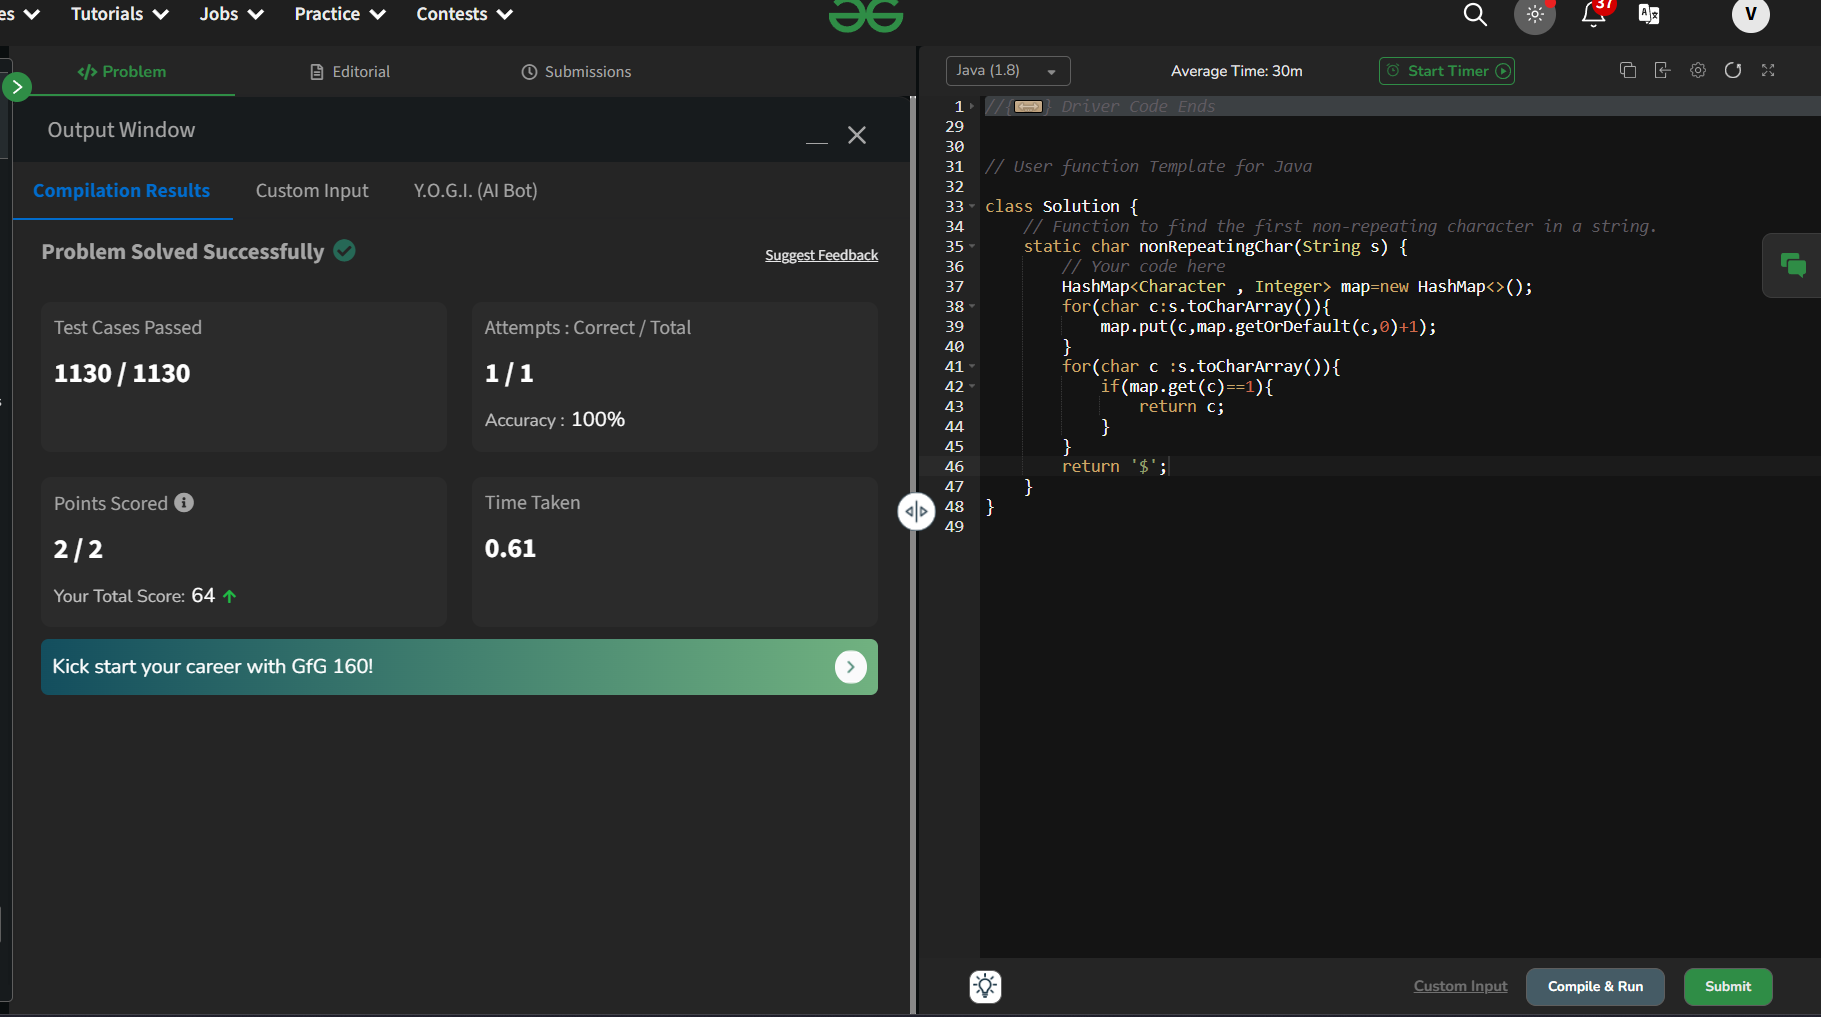 es Tutorials Jobs Practice Contests
37
V
Problem Editorial Submissions
Output Window
Compilation Results Custom Input Y.O.G.I. (AI Bot)
Problem Solved Successfully
Suggest Feedback
Test Cases Passed
1130 / 1130
Attempts : Correct / Total
1 / 1
Accuracy : 100%
Points Scored
2 / 2
Your Total Score: 64
Time Taken
0.61
Kick start your career with GfG 160!
Java (1.8) Average Time: 30m Start Timer
1 //{ } Driver Code Ends
29
30
31 // User function Template for Java
32
33 class Solution {
34     // Function to find the first non-repeating character in a string.
35     static char nonRepeatingChar(String s) {
36         // Your code here
37         HashMap<Character , Integer> map=new HashMap<>();
38         for(char c:s.toCharArray()){
39             map.put(c,map.getOrDefault(c,0)+1);
40         }
41         for(char c :s.toCharArray()){
42             if(map.get(c)==1){
43                 return c;
44             }
45         }
46         return '$';
47     }
48 }
49
Custom Input Compile & Run Submit